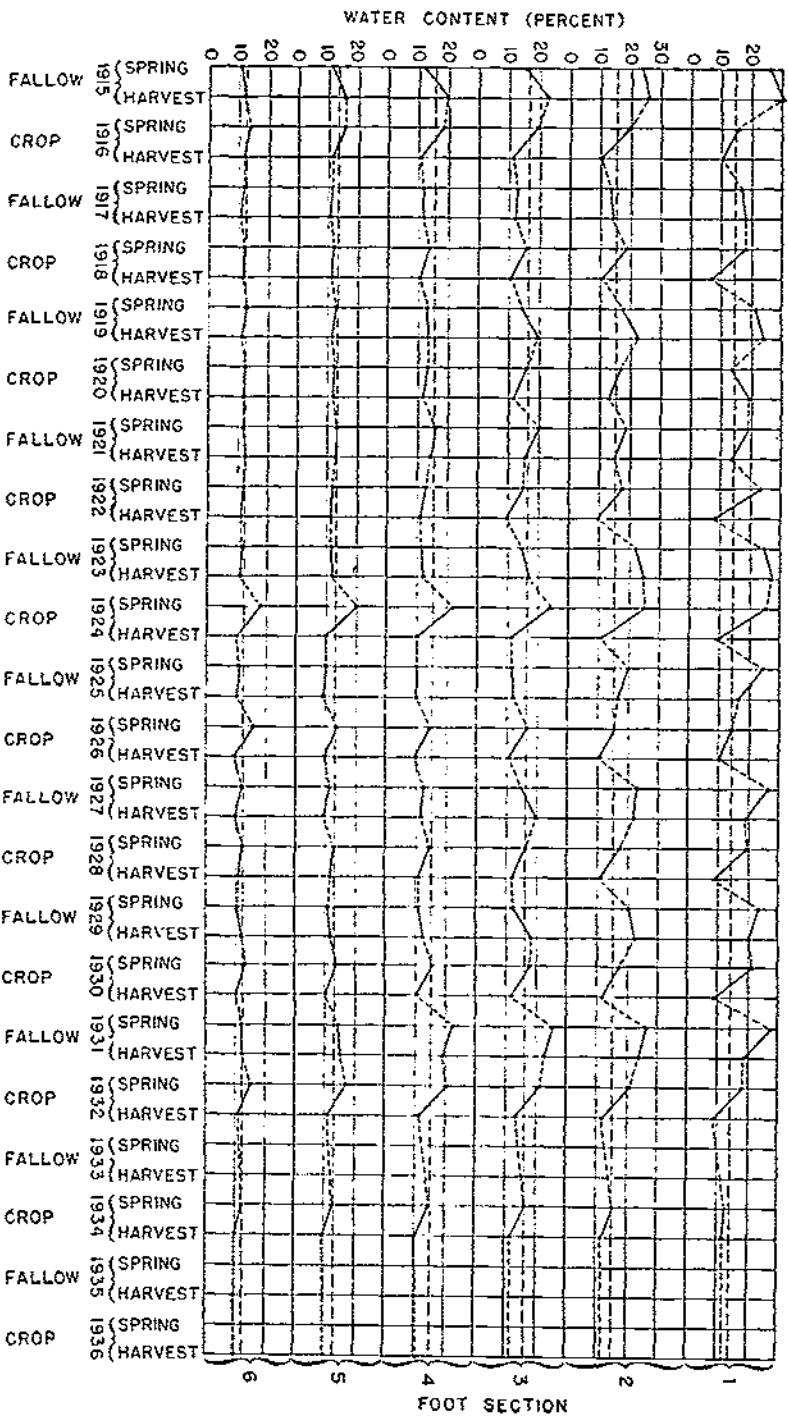 WATER CONTENT (PERCENT)
0 10 20 0 10 20 0 10 20 0 10 20 0 10 20 30 0 10 20
FALLOW 1915 { SPRING
HARVEST
CROP 1916 { SPRING
HARVEST
FALLOW 1917 { SPRING
HARVEST
CROP 1918 { SPRING
HARVEST
FALLOW 1919 { SPRING
HARVEST
CROP 1920 { SPRING
HARVEST
FALLOW 1921 { SPRING
HARVEST
CROP 1922 { SPRING
HARVEST
FALLOW 1923 { SPRING
HARVEST
CROP 1924 { SPRING
HARVEST
FALLOW 1925 { SPRING
HARVEST
CROP 1926 { SPRING
HARVEST
FALLOW 1927 { SPRING
HARVEST
CROP 1928 { SPRING
HARVEST
FALLOW 1929 { SPRING
HARVEST
CROP 1930 { SPRING
HARVEST
FALLOW 1931 { SPRING
HARVEST
CROP 1932 { SPRING
HARVEST
FALLOW 1933 { SPRING
HARVEST
CROP 1934 { SPRING
HARVEST
FALLOW 1935 { SPRING
HARVEST
CROP 1936 { SPRING
HARVEST
6 5 4 3 2 1
FOOT SECTION